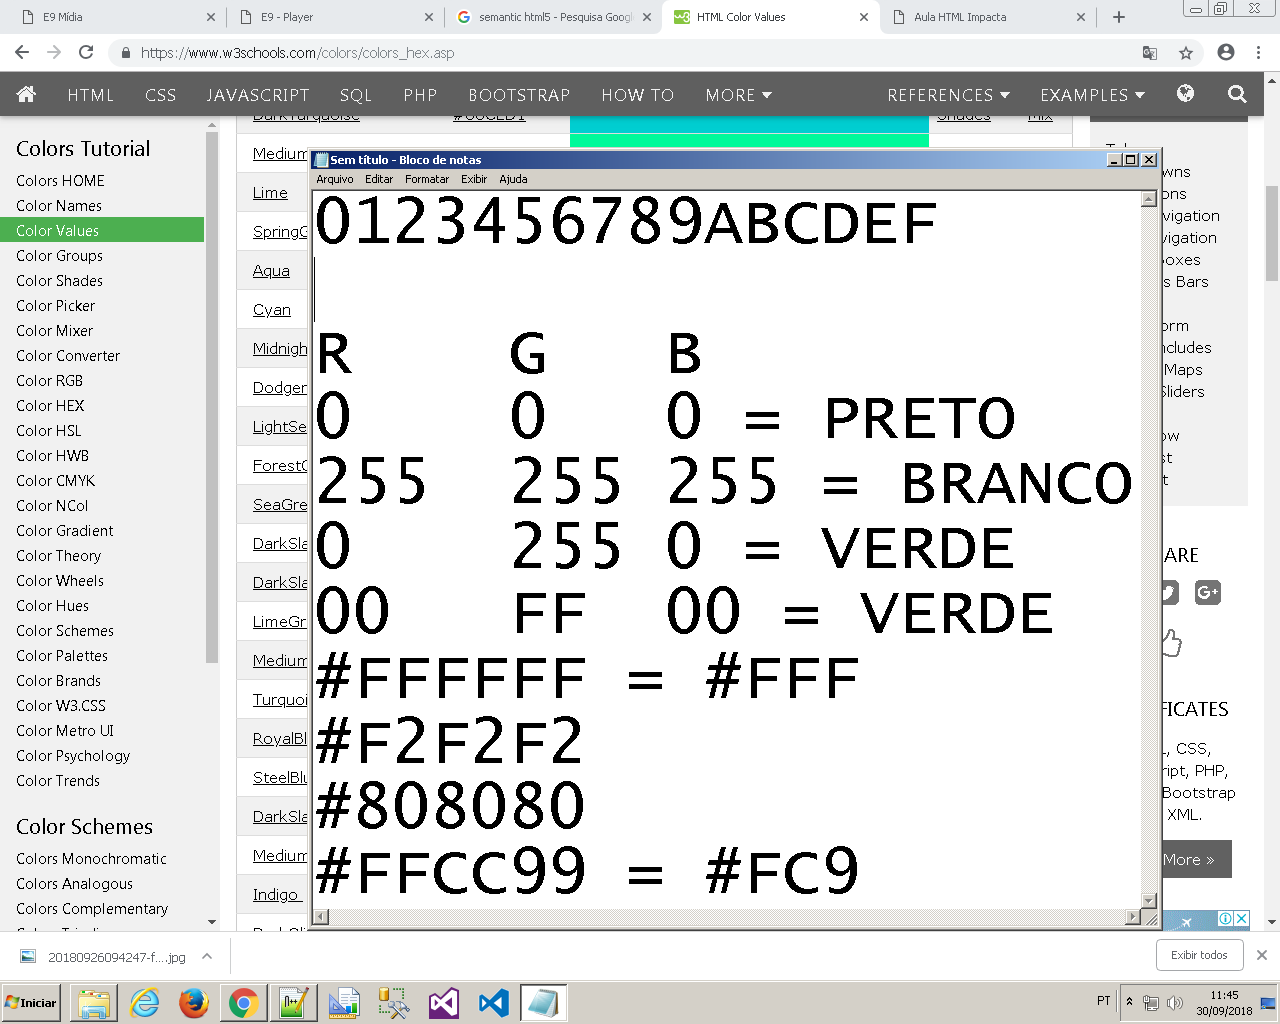 E9 Mídia
E9 - Player
semantic html5 - Pesquisa Googl
HTML Color Values
Aula HTML Impacta
https://www.w3schools.com/colors/colors_hex.asp
HTML CSS JAVASCRIPT SQL PHP BOOTSTRAP HOW TO MORE REFERENCES EXAMPLES
Colors Tutorial
Colors HOME
Color Names
Color Values
Color Groups
Color Shades
Color Picker
Color Mixer
Color Converter
Color RGB
Color HEX
Color HSL
Color HWB
Color CMYK
Color NCol
Color Gradient
Color Theory
Color Wheels
Color Hues
Color Schemes
Color Palettes
Color Brands
Color W3.CSS
Color Metro UI
Color Psychology
Color Trends
Color Schemes
Colors Monochromatic
Colors Analogous
Colors Complementary
DarkTurquoise #00CED1 Shades Mix
Medium
Lime
SpringG
Aqua
Cyan
Midnigh
Dodger
LightSe
ForestG
SeaGre
DarkSla
DarkSla
LimeGr
Medium
Turquoi
RoyalBl
SteelBlu
DarkSla
Medium
Indigo
Sem título - Bloco de notas
Arquivo Editar Formatar Exibir Ajuda
0123456789ABCDEF
R G B
0 0 0 = PRETO
255 255 255 = BRANCO
0 255 0 = VERDE
00 FF 00 = VERDE
#FFFFFF = #FFF
#F2F2F2
#808080
#FFCC99 = #FC9
wns
ons
vigation
vigation
oxes
s Bars
orm
ncludes
Maps
Sliders
ow
st
t
ARE
G+
IFICATES
L, CSS,
cript, PHP,
Bootstrap
XML.
More »
20180926094247-f....jpg
Exibir todos
Iniciar
PT
11:45
30/09/2018